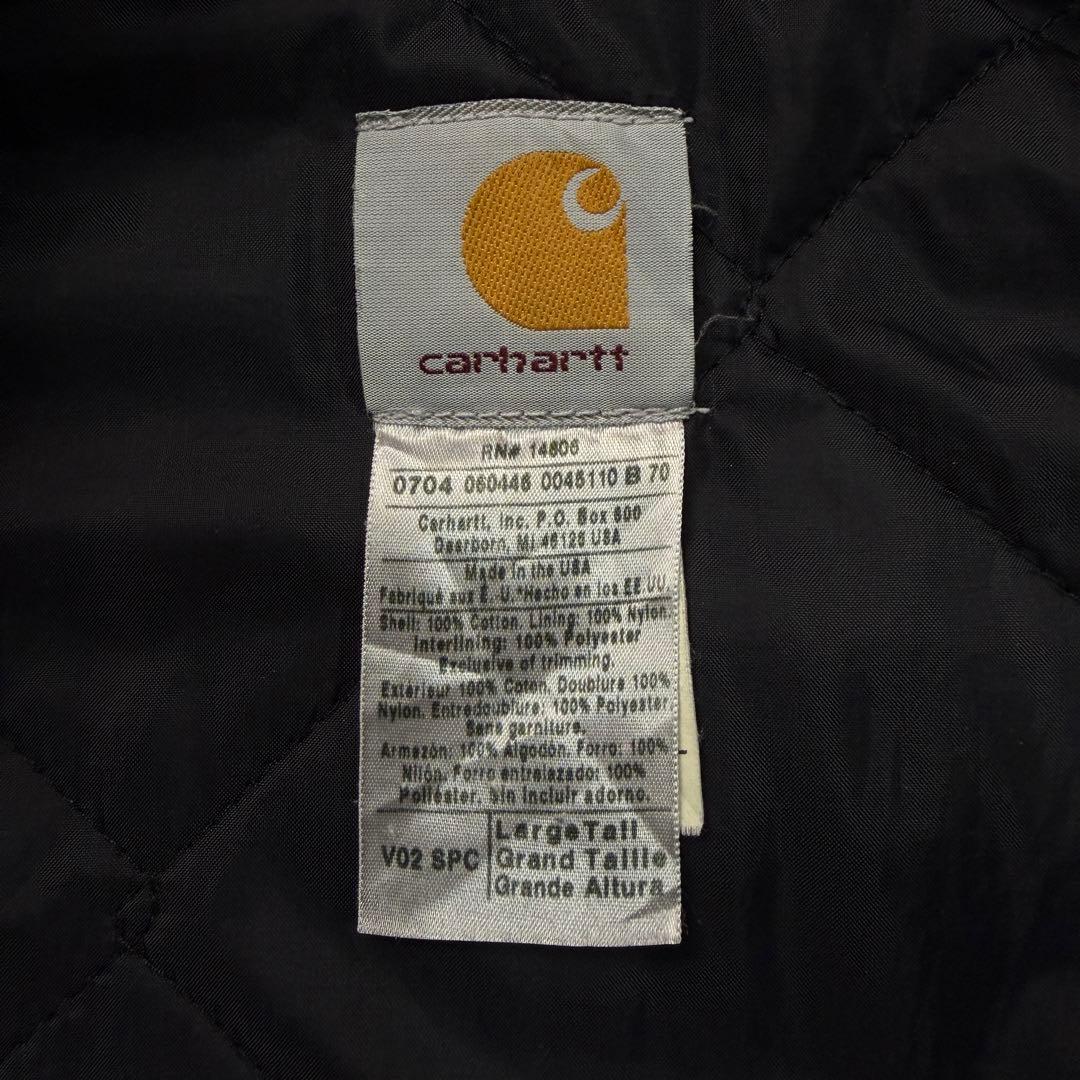 carhartt
RN# 14806
0704 060446 0046110 B 70
Carhartt, Inc. P.O. Box 600
Dearborn, MI 48126 USA
Made in the USA
Fabriqué aux É. U.*Hecho en los EE.UU.
Shell: 100% Cotton. Lining: 100% Nylon.
Interlining: 100% Polyester
Exclusive of trimming.
Extérieur 100% Coton. Doublure 100%
Nylon. Entredoublure: 100% Polyester.
Sans garniture.
Armazón: 100% Algodon. Forro: 100%
Nilón. Forro entrelazado: 100%
Poliéster. Sin incluir adorno.
V02 SPC
Large Tall
Grand Taille
Grande Altura